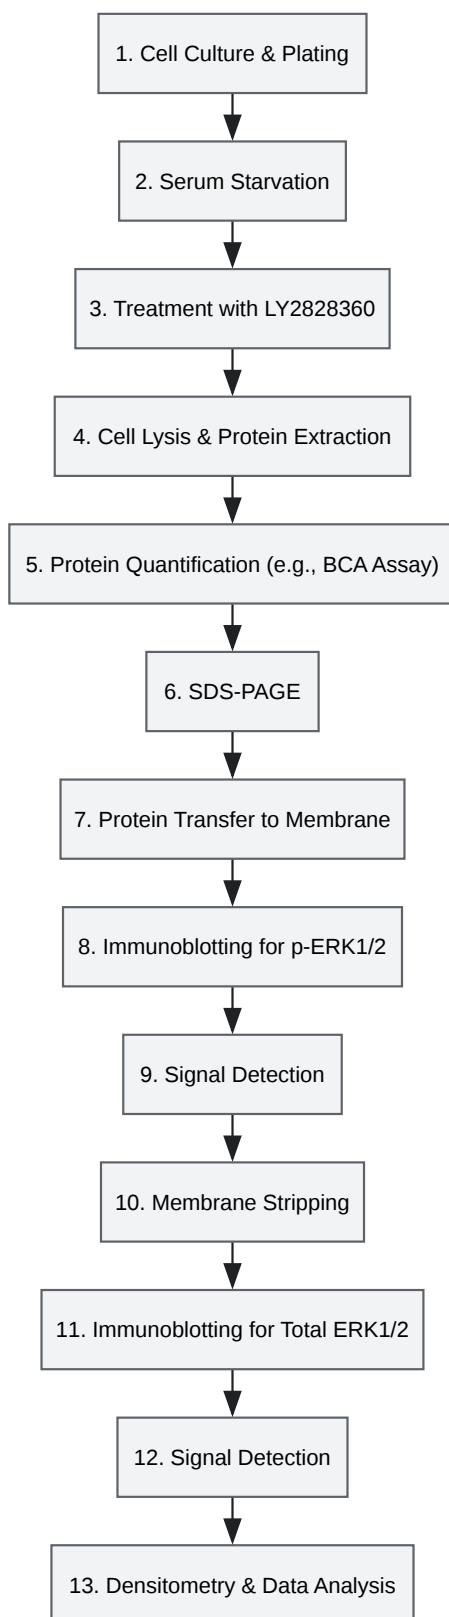 1. Cell Culture & Plating
2. Serum Starvation
3. Treatment with LY2828360
4. Cell Lysis & Protein Extraction
5. Protein Quantification (e.g., BCA Assay)
6. SDS-PAGE
7. Protein Transfer to Membrane
8. Immunoblotting for p-ERK1/2
9. Signal Detection
10. Membrane Stripping
11. Immunoblotting for Total ERK1/2
12. Signal Detection
13. Densitometry & Data Analysis